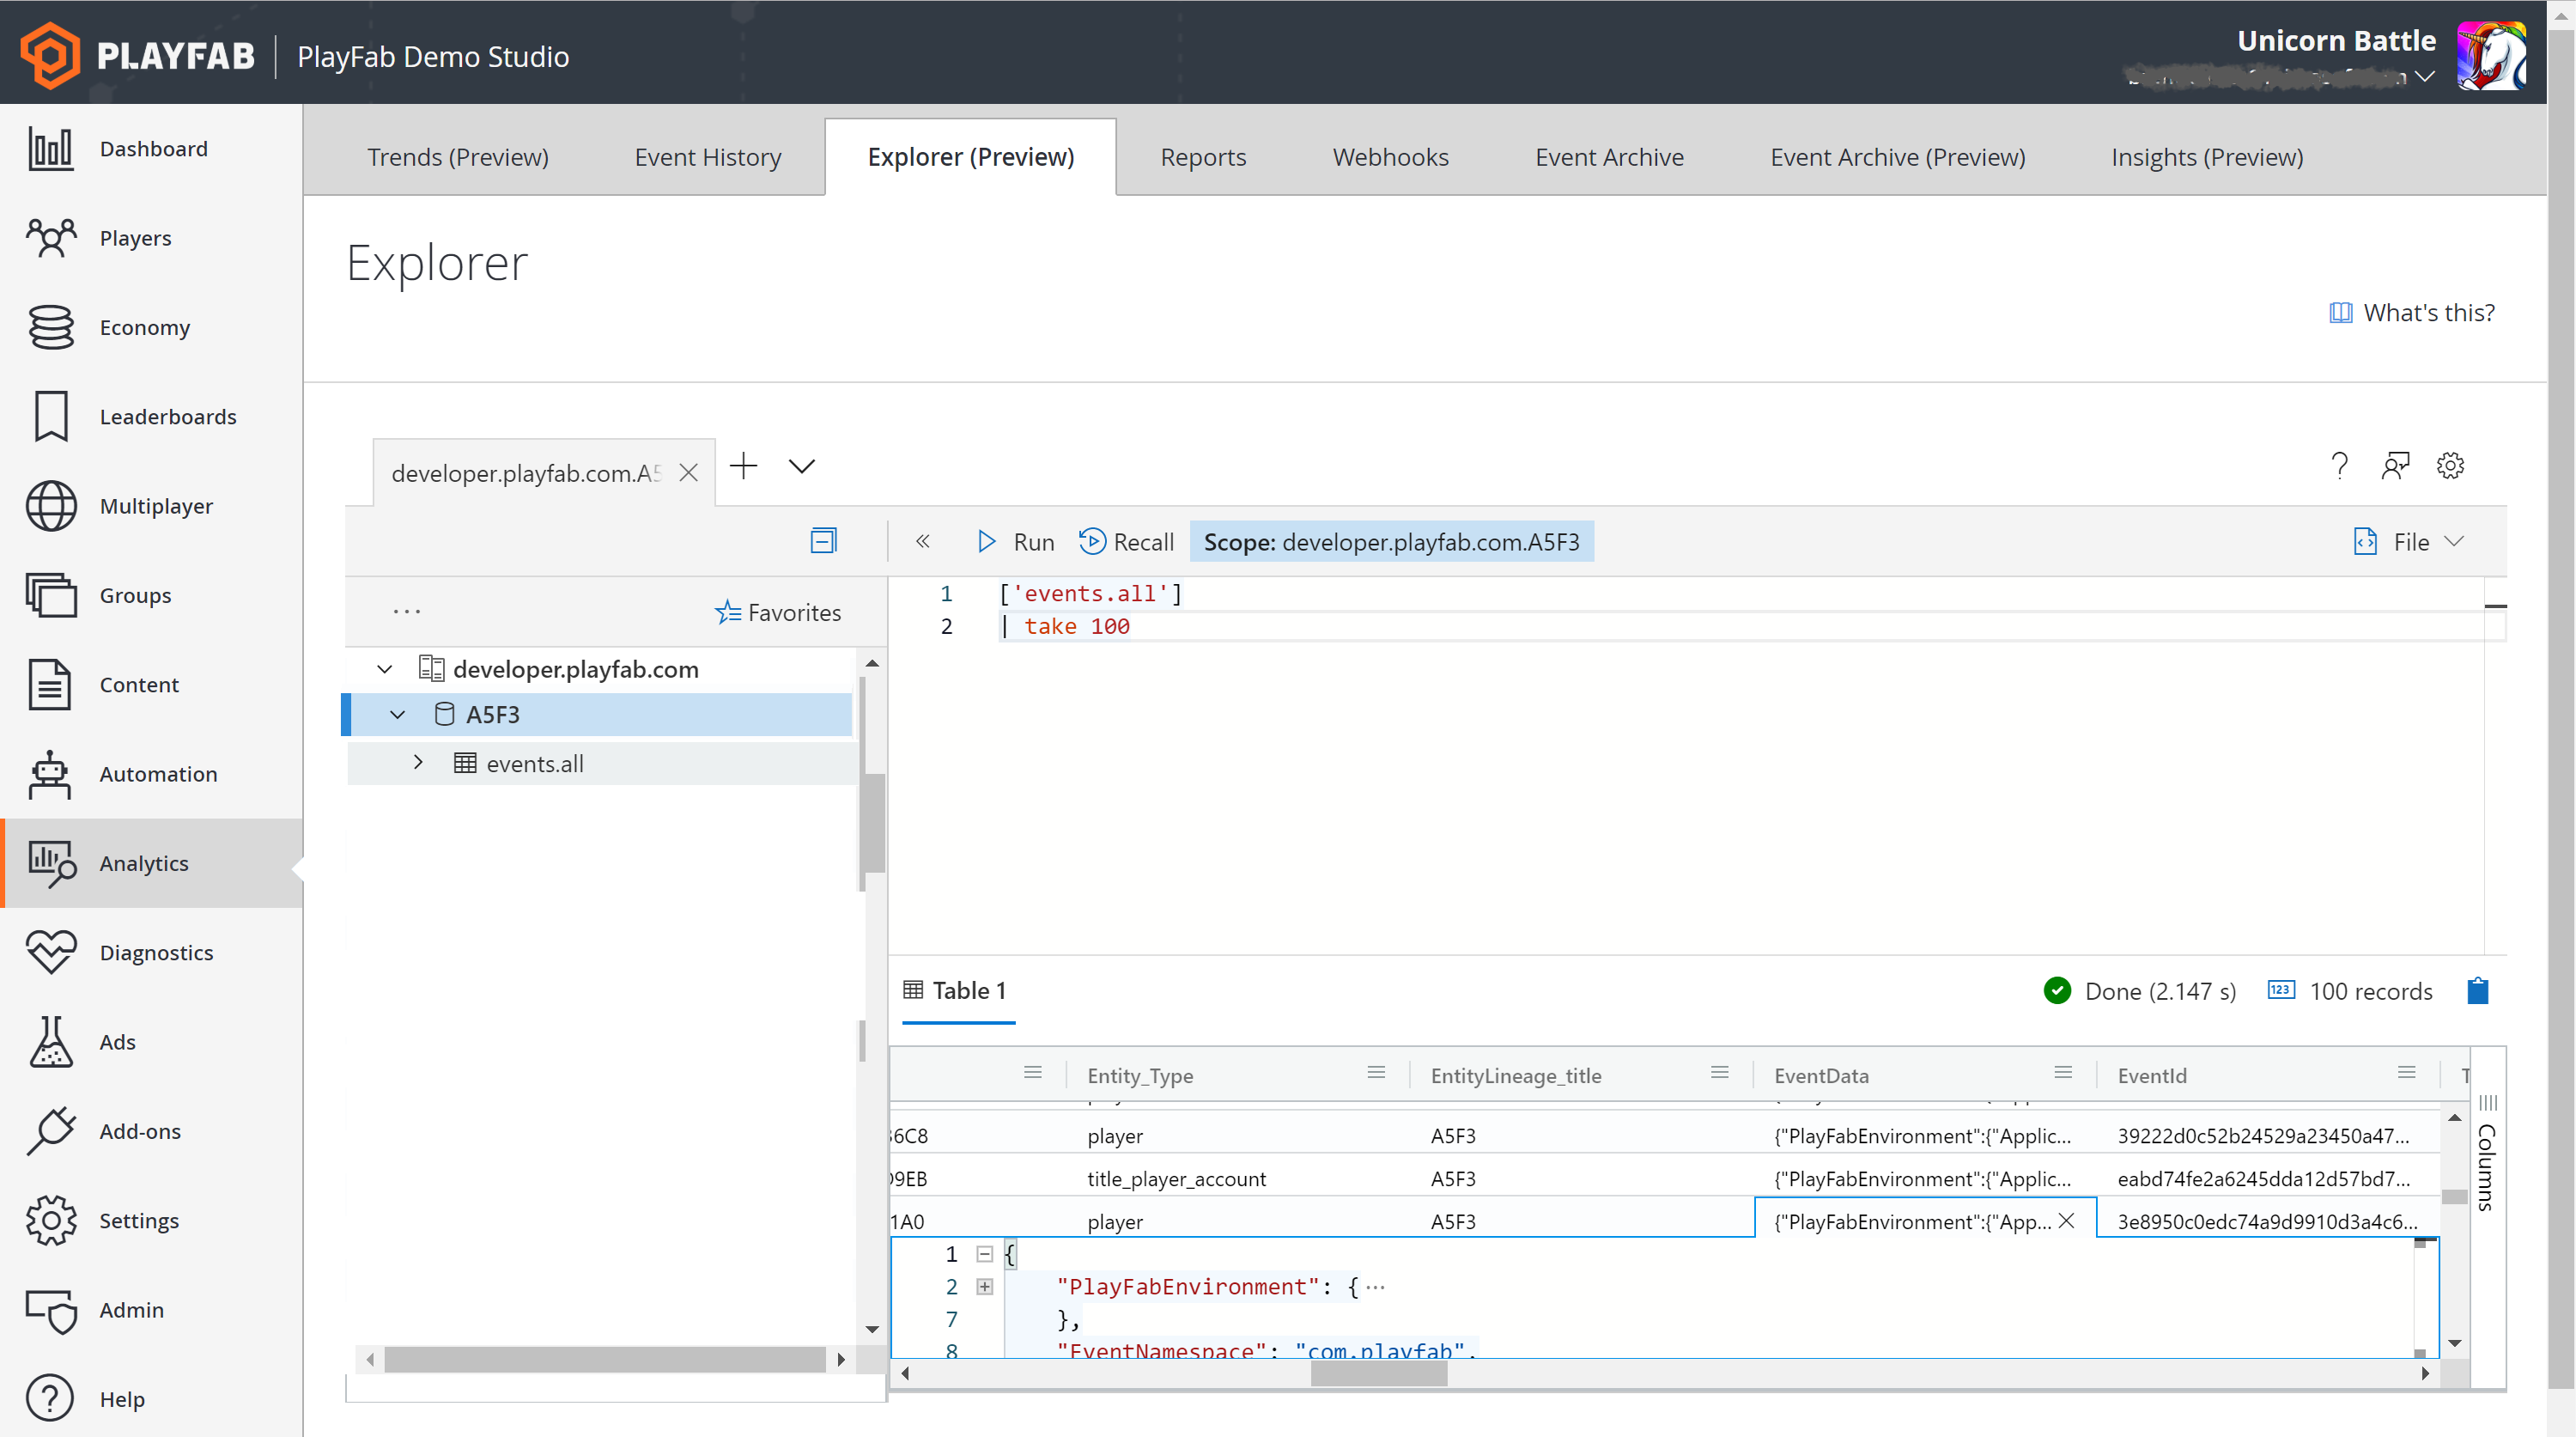 PLAYFAB
PlayFab Demo Studio
Unicorn Battle
Dashboard
Players
Economy
Leaderboards
Multiplayer
Groups
Content
Automation
Analytics
Diagnostics
Ads
Add-ons
Settings
Admin
Help
Trends (Preview)
Event History
Explorer (Preview)
Reports
Webhooks
Event Archive
Event Archive (Preview)
Insights (Preview)
Explorer
What's this?
developer.playfab.com.A5
Run
Recall
Scope: developer.playfab.com.A5F3
File
... Favorites
developer.playfab.com
A5F3
events.all
1 ['events.all']
2 | take 100
Table 1
Done (2.147 s)
123 100 records
Entity_Type EntityLineage_title EventData EventId
6C8 player A5F3 {"PlayFabEnvironment":{"Applic... 39222d0c52b24529a23450a47...
9EB title_player_account A5F3 {"PlayFabEnvironment":{"Applic... eabd74fe2a6245dda12d57bd7...
1A0 player A5F3 {"PlayFabEnvironment":{"App... 3e8950c0edc74a9d9910d3a4c6...
1 {
2 "PlayFabEnvironment": {...
7 },
8 "EventNamespace": "com.playfab",
Columns